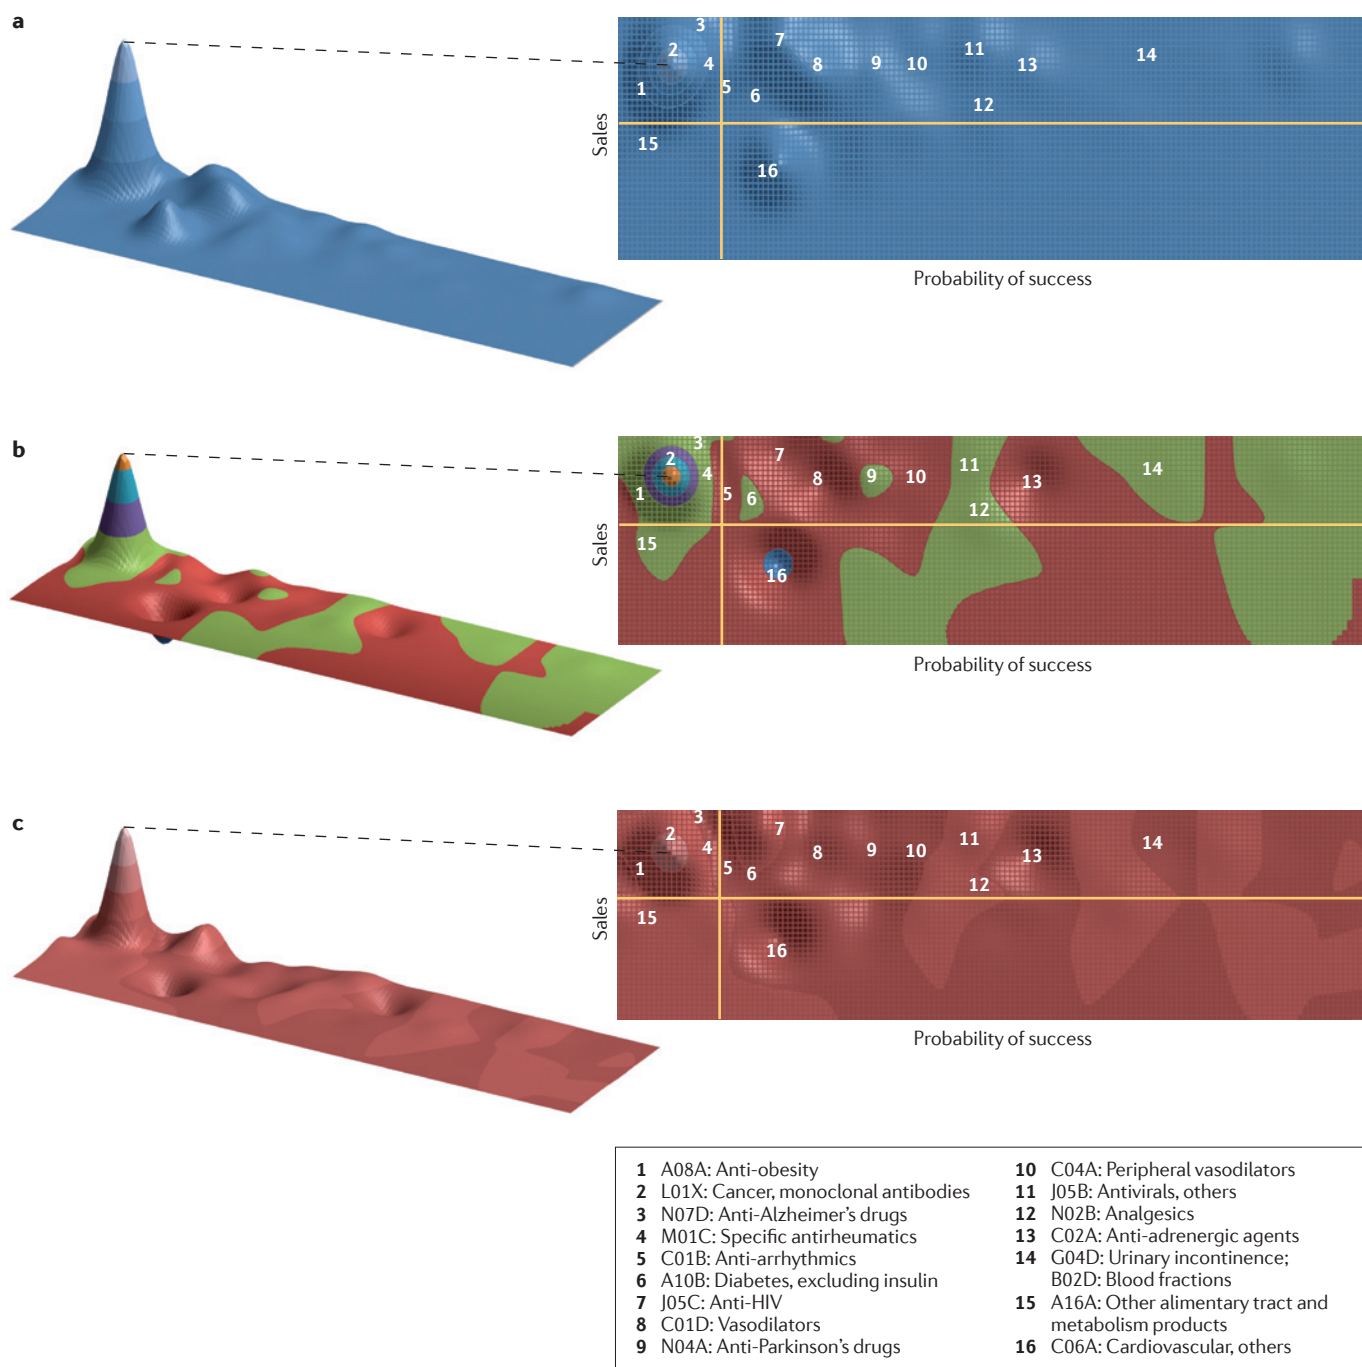 a
3
7
2
4
8
9
10
11
13
14
1
5
6
12
15
16
Sales
Probability of success
b
3
7
2
4
8
9
10
11
14
13
1
5
6
12
15
16
Sales
Probability of success
c
3
7
2
4
8
9
10
11
13
14
1
5
6
12
15
16
Sales
Probability of success
1 A08A: Anti-obesity
2 L01X: Cancer, monoclonal antibodies
3 N07D: Anti-Alzheimer's drugs
4 M01C: Specific antirheumatics
5 C01B: Anti-arrhythmics
6 A10B: Diabetes, excluding insulin
7 J05C: Anti-HIV
8 C01D: Vasodilators
9 N04A: Anti-Parkinson's drugs
10 C04A: Peripheral vasodilators
11 J05B: Antivirals, others
12 N02B: Analgesics
13 C02A: Anti-adrenergic agents
14 G04D: Urinary incontinence;
B02D: Blood fractions
15 A16A: Other alimentary tract and
metabolism products
16 C06A: Cardiovascular, others